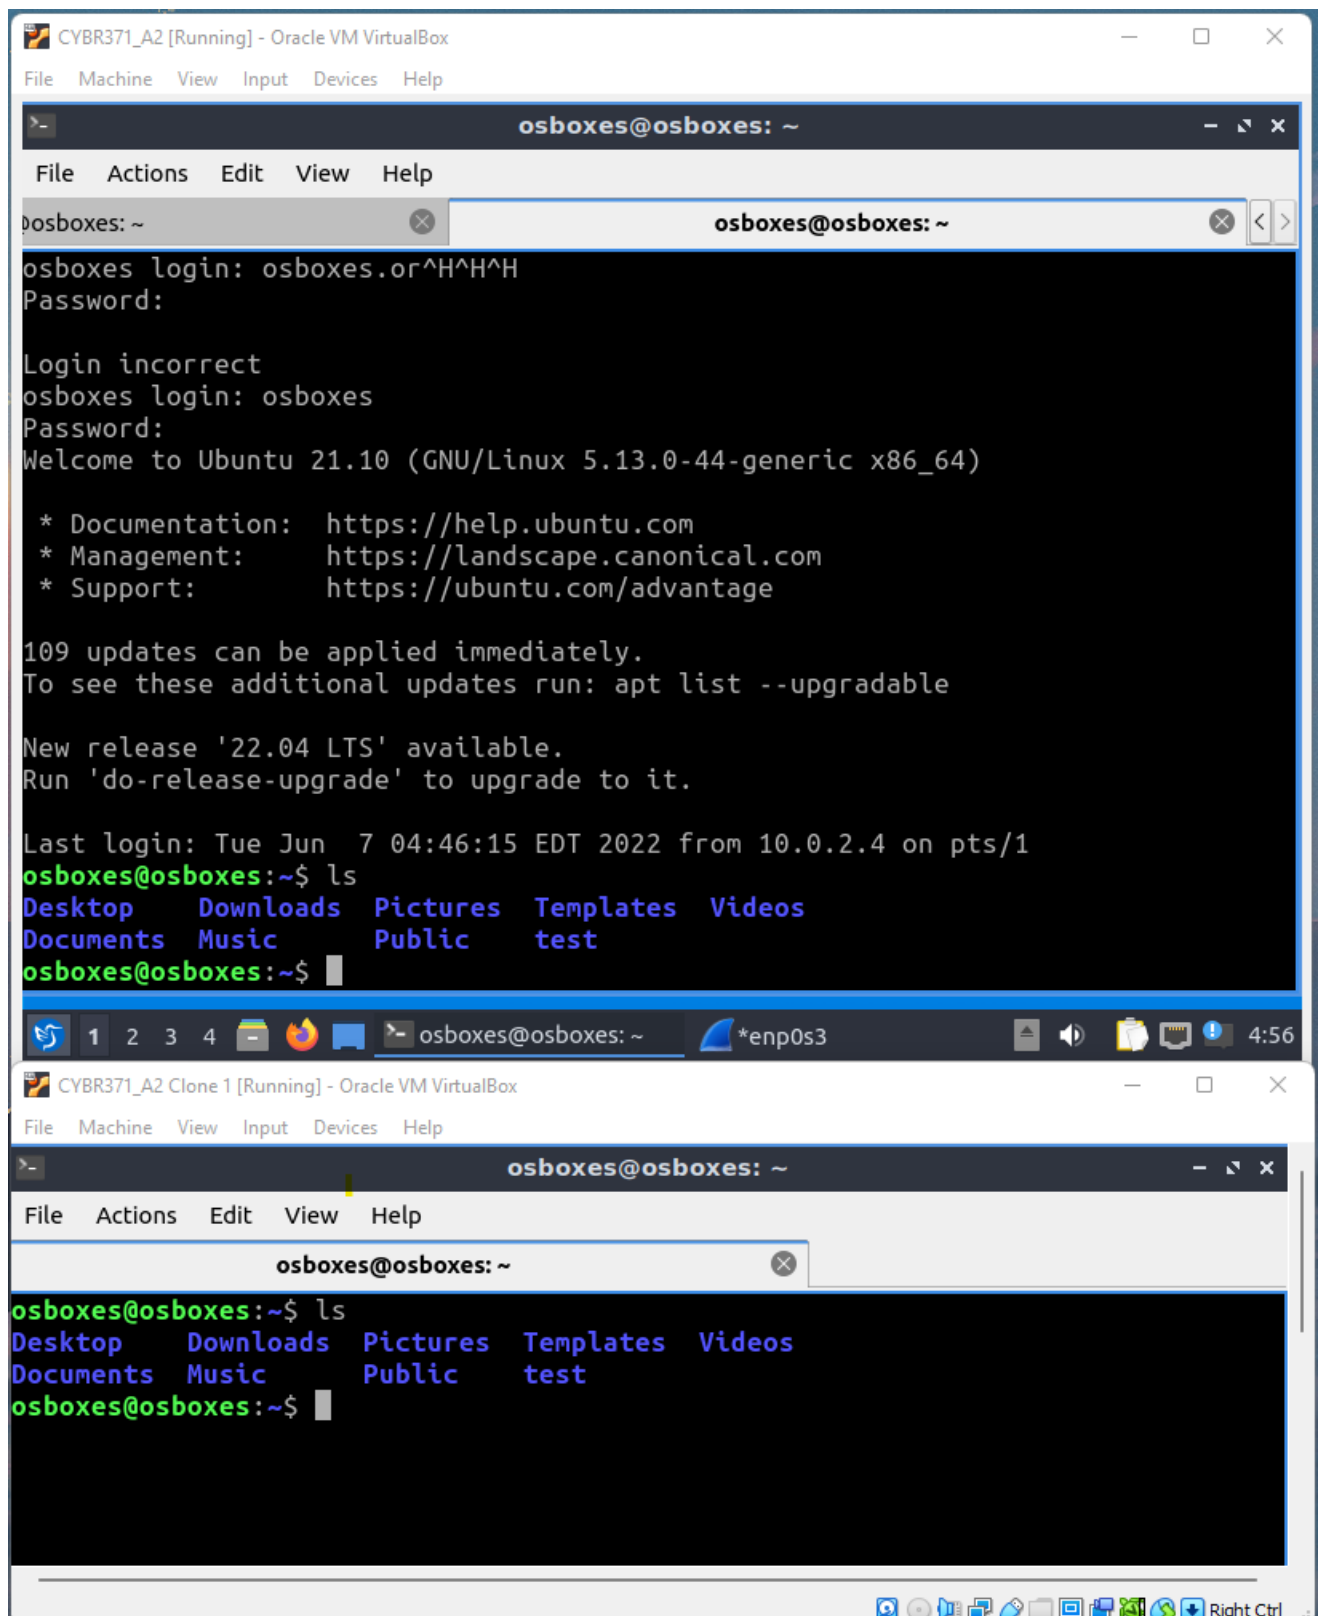 CYBR371_A2 [Running] - Oracle VM VirtualBox
File Machine View Input Devices Help
osboxes@osboxes: ~
File Actions Edit View Help
osboxes: ~ osboxes@osboxes: ~
osboxes login: osboxes.or^H^H^H
Password:
Login incorrect
osboxes login: osboxes
Password:
Welcome to Ubuntu 21.10 (GNU/Linux 5.13.0-44-generic x86_64)
* Documentation: https://help.ubuntu.com
* Management: https://landscape.canonical.com
* Support: https://ubuntu.com/advantage
109 updates can be applied immediately.
To see these additional updates run: apt list --upgradable
New release '22.04 LTS' available.
Run 'do-release-upgrade' to upgrade to it.
Last login: Tue Jun 7 04:46:15 EDT 2022 from 10.0.2.4 on pts/1
osboxes@osboxes:~$ ls
Desktop Downloads Pictures Templates Videos
Documents Music Public test
osboxes@osboxes:~$
1 2 3 4 osboxes@osboxes: ~ *enp0s3 4:56
CYBR371_A2 Clone 1 [Running] - Oracle VM VirtualBox
File Machine View Input Devices Help
osboxes@osboxes: ~
File Actions Edit View Help
osboxes@osboxes: ~
osboxes@osboxes:~$ ls
Desktop Downloads Pictures Templates Videos
Documents Music Public test
osboxes@osboxes:~$
Right Ctrl